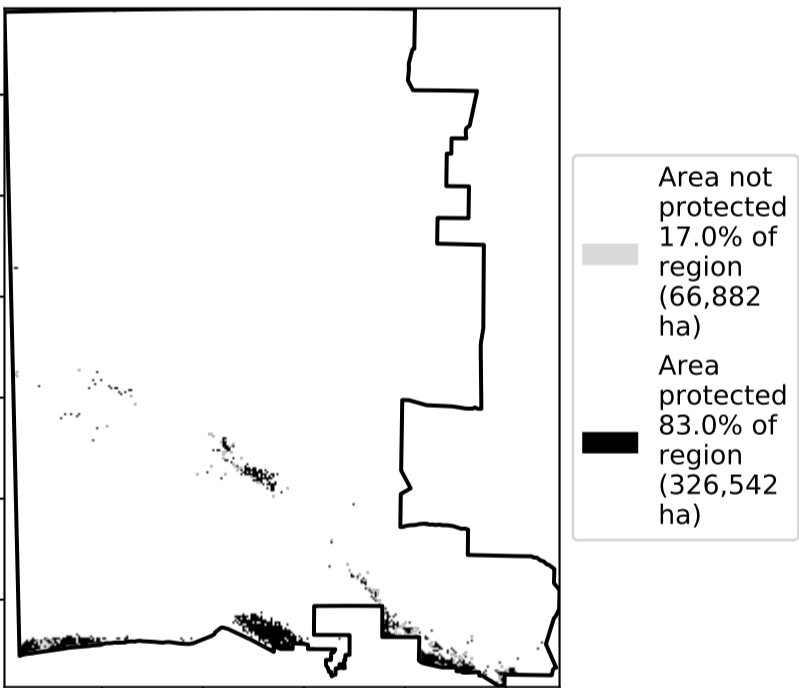 Area not
protected
17.0% of
region
(66,882
ha)
Area
protected
83.0% of
region
(326,542
ha)